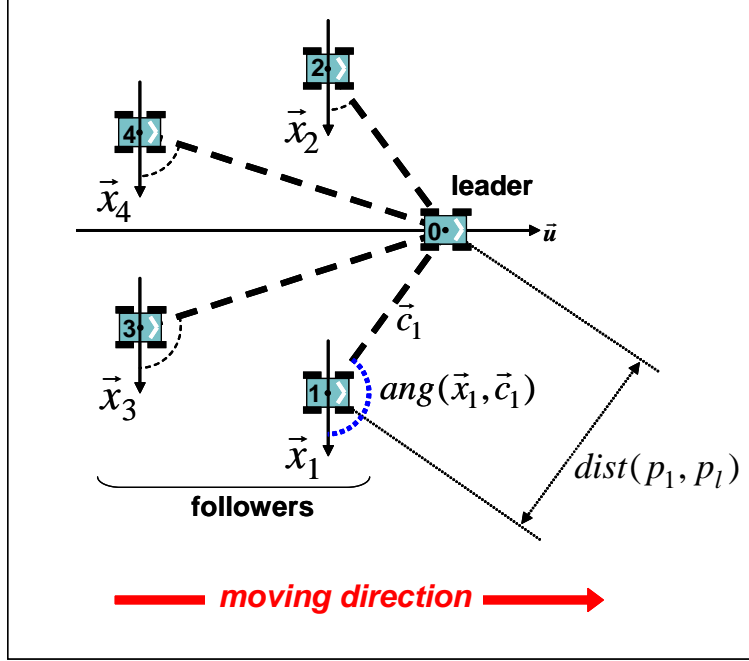 2
x⃗₂
4
x⃗₄
leader
0
u⃗
3
x⃗₃
c⃗₁
1
ang(x⃗₁, c⃗₁)
x⃗₁
dist(p₁, pₗ)
followers
moving direction